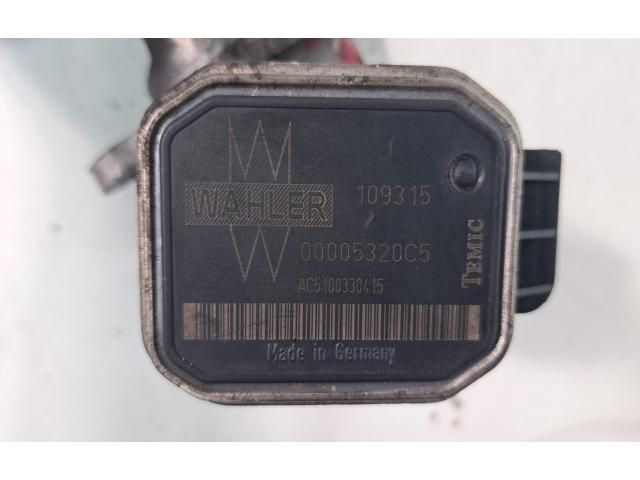 W
WAHLER
W
109315
00005320C5
AC5100330415
TEMIC
Made in Germany